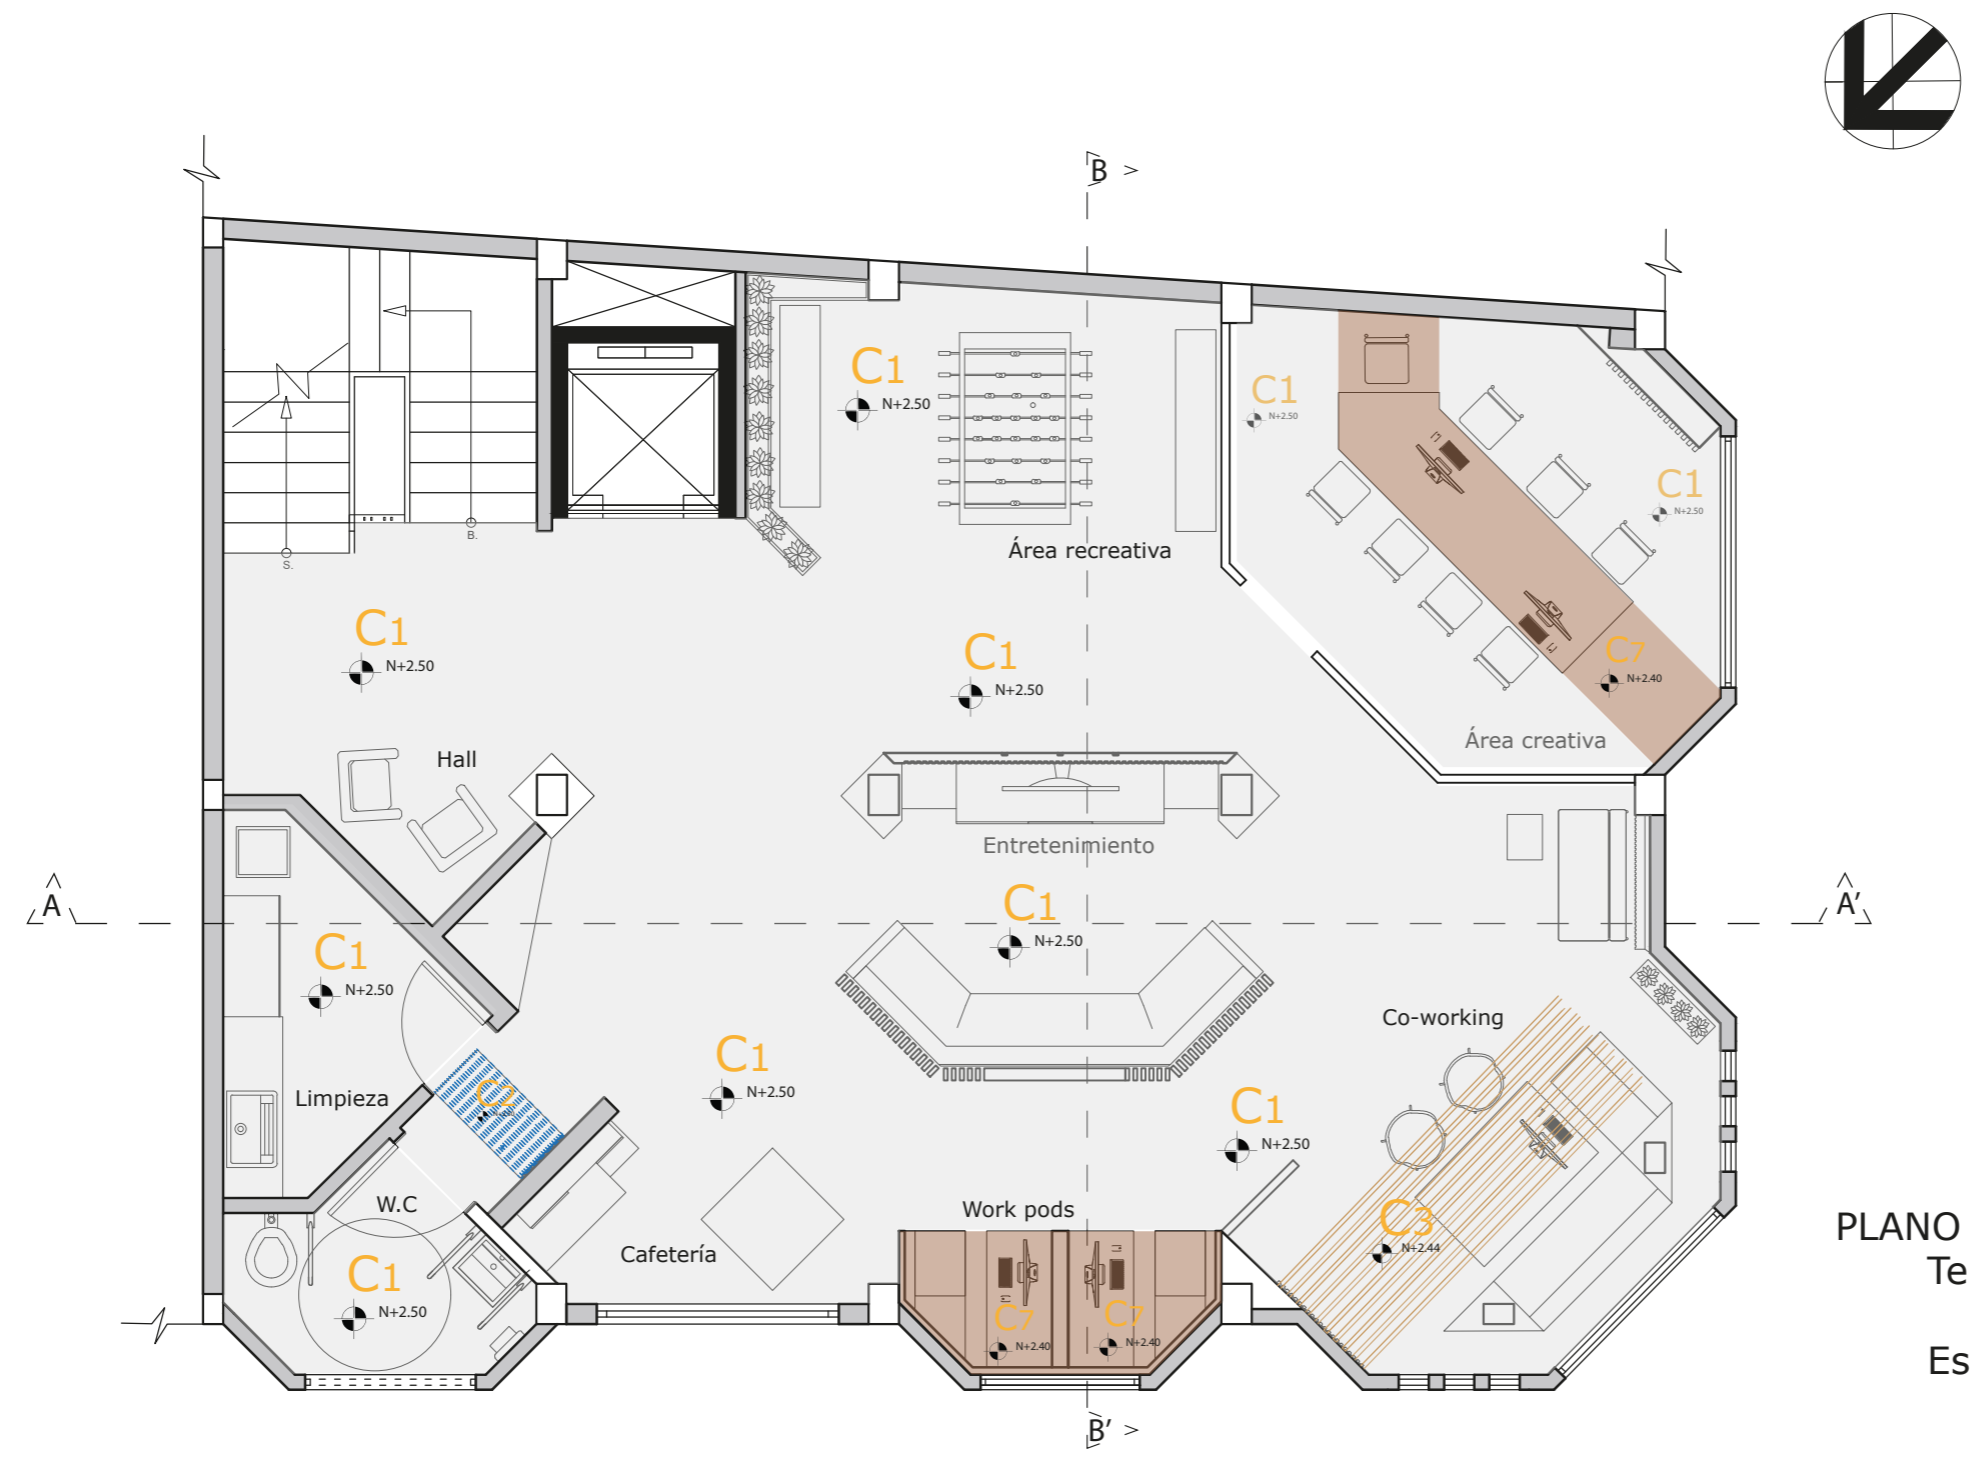 B >
C1
N+2.50
C1
N+2.50
C1
N+2.50
B.
S.
Área recreativa
C1
N+2.50
C1
N+2.50
C7
N+2.40
Área creativa
Hall
Entretenimiento
A
A'
C1
N+2.50
C1
N+2.50
Co-working
C1
N+2.50
C2
Limpieza
C1
N+2.50
W.C
Work pods
C3
N+2.44
PLANO
Te
Cafetería
C1
N+2.50
C7
N+2.40
C7
N+2.40
Es
B' >